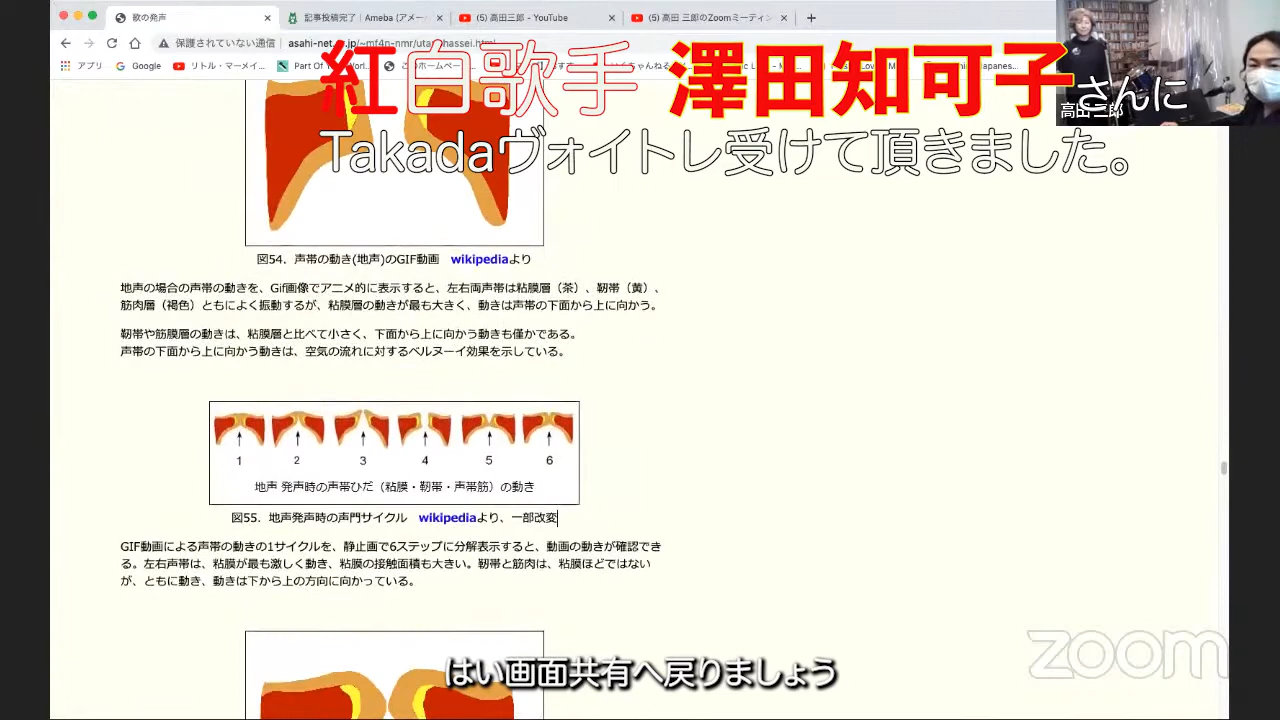 歌の発声
記事投稿完了｜Ameba (アメー
(5) 高田三郎 - YouTube
(5) 高田 三郎のZoomミーティン
保護されていない通信
アプリ
Google
リトル・マーメイ...
紅白歌手 澤田知可子さんに
高田 三郎
Takadaヴォイトレ受けて頂きました。
図54．声帯の動き(地声)のGIF動画 wikipediaより
地声の場合の声帯の動きを、Gif画像でアニメ的に表示すると、左右両声帯は粘膜層（茶）、靭帯（黄）、
筋肉層（褐色）ともによく振動するが、粘膜層の動きが最も大きく、動きは声帯の下面から上に向かう。
靭帯や筋膜層の動きは、粘膜層と比べて小さく、下面から上に向かう動きも僅かである。
声帯の下面から上に向かう動きは、空気の流れに対するベルヌーイ効果を示している。
1 2 3 4 5 6
地声 発声時の声帯ひだ（粘膜・靭帯・声帯筋）の動き
図55．地声発声時の声門サイクル wikipediaより、一部改変
GIF動画による声帯の動きの1サイクルを、静止画で6ステップに分解表示すると、動画の動きが確認でき
る。左右声帯は、粘膜が最も激しく動き、粘膜の接触面積も大きい。靭帯と筋肉は、粘膜ほどではない
が、ともに動き、動きは下から上の方向に向かっている。
zoom
はい画面共有へ戻りましょう